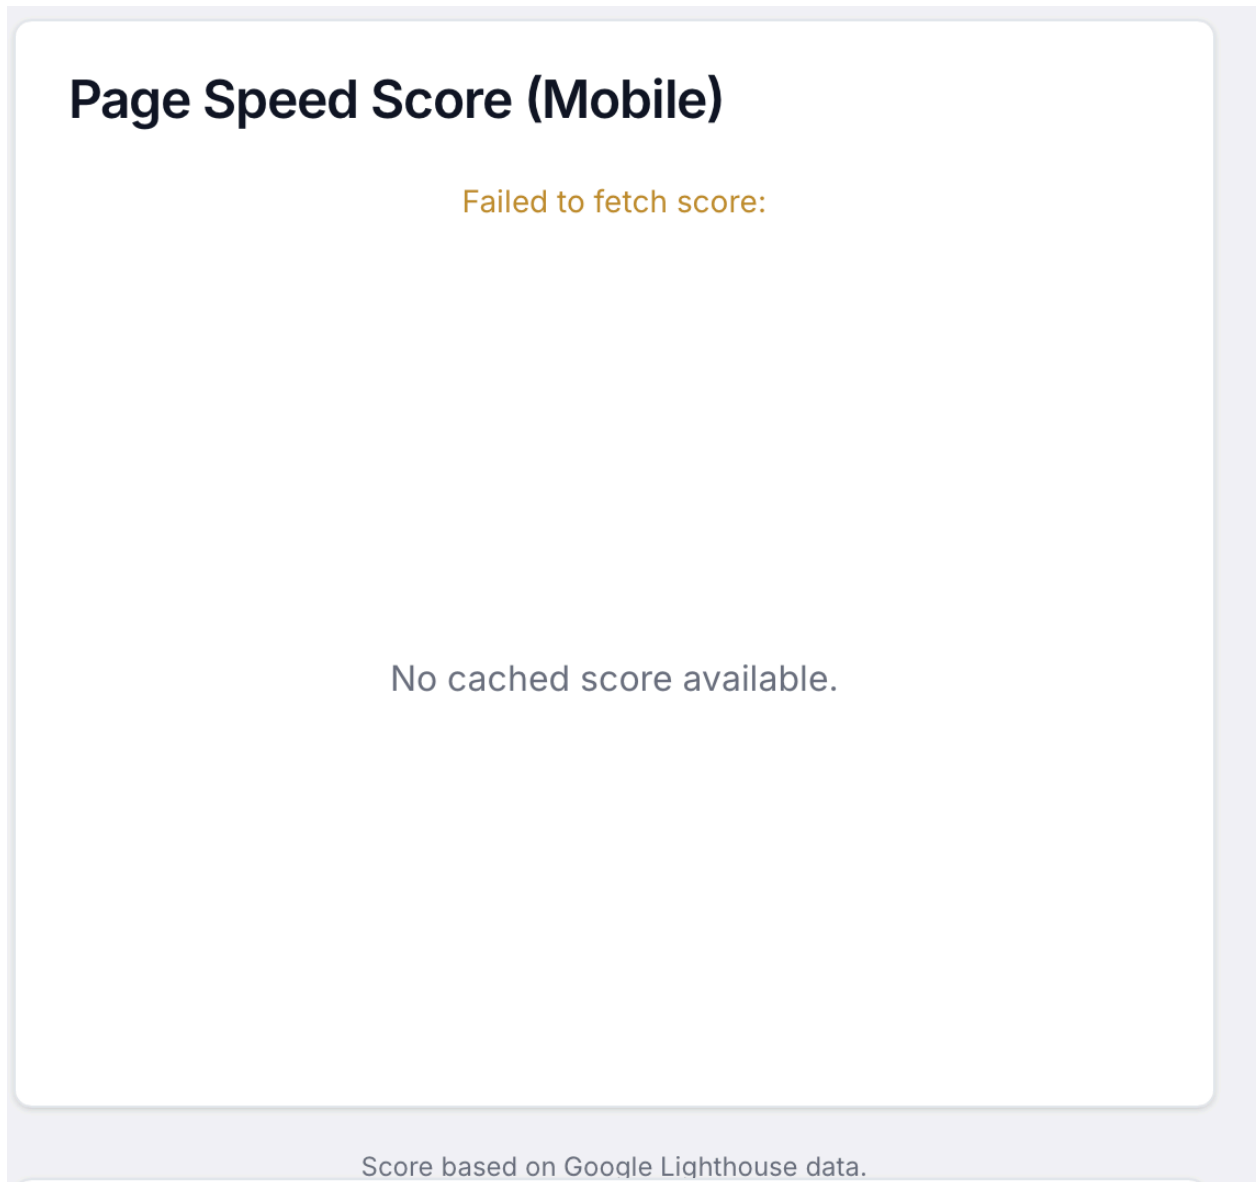 Page Speed Score (Mobile)
Failed to fetch score:
No cached score available.
Score based on Google Lighthouse data.